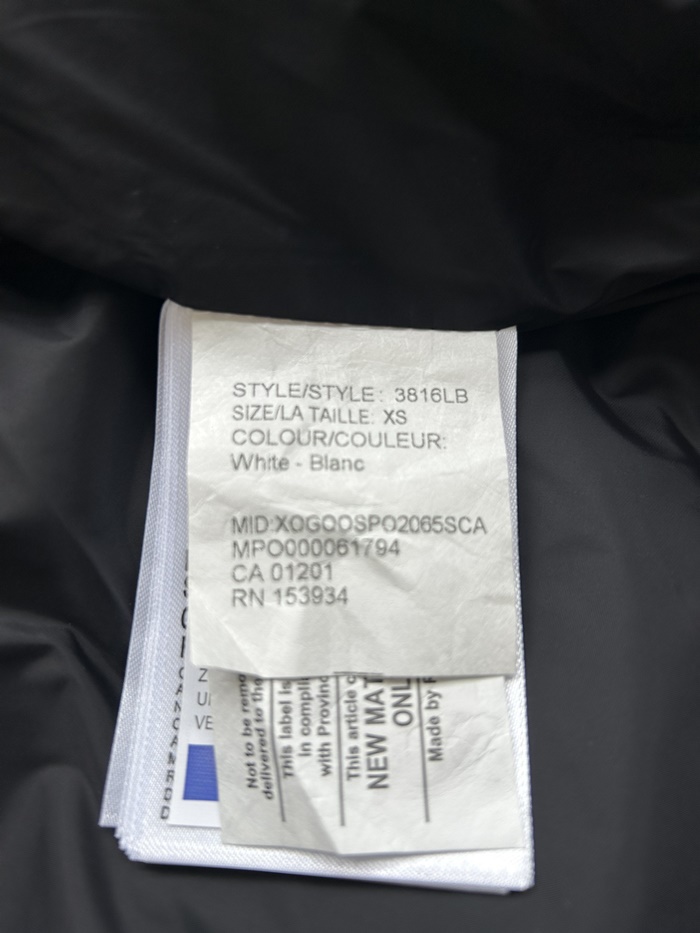 STYLE/STYLE: 3816LB
SIZE/LA TAILLE: XS
COLOUR/COULEUR:
White - Blanc
MID:XOGOOSPO2065SCA
MPO000061794
CA 01201
RN 153934
Not to be remo
delivered to the
This label is
in compli
with Provinc
This article c
NEW MAT
ONL
Made by